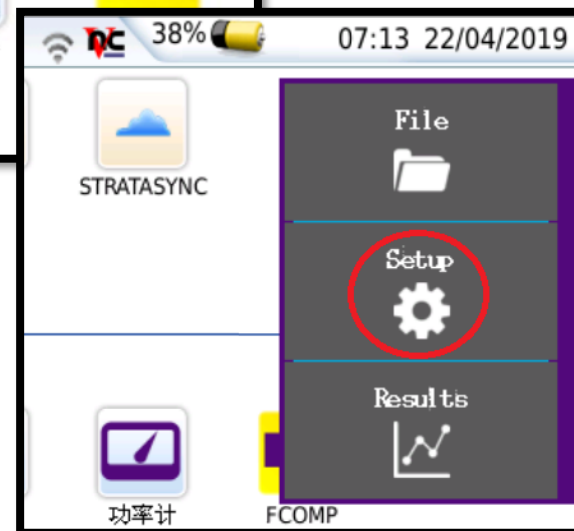 38% 07:13 22/04/2019
File
STRATASYNC
Setup
Results
功率计 FCOMP